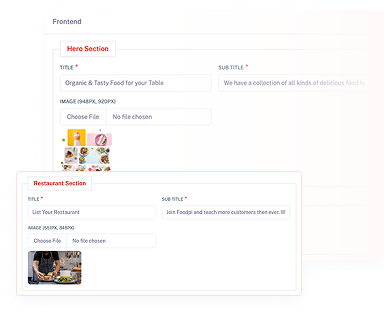 Frontend
Hero Section
TITLE *
SUB TITLE *
Organic & Tasty Food for your Table
We have a collection of all kinds of delicious food
IMAGE (948PX, 920PX)
Choose File No file chosen
Restaurant Section
TITLE *
SUB TITLE *
List Your Restaurant
Join Foodpi and reach more customers then ever. W
IMAGE (551PX, 345PX)
Choose File No file chosen